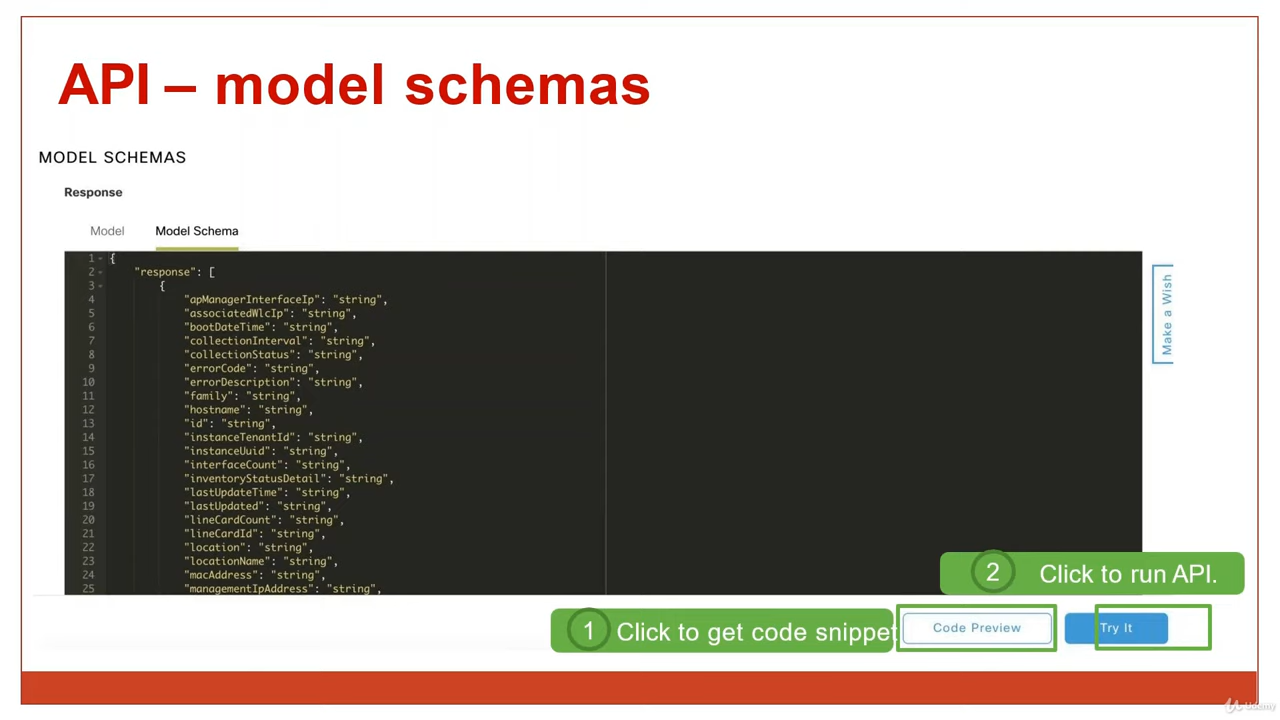 API – model schemas
MODEL SCHEMAS
Response
Model Model Schema
1 {
2 "response": [
3 {
4 "apManagerInterfaceIp": "string",
5 "associatedWlcIp": "string",
6 "bootDateTime": "string",
7 "collectionInterval": "string",
8 "collectionStatus": "string",
9 "errorCode": "string",
10 "errorDescription": "string",
11 "family": "string",
12 "hostname": "string",
13 "id": "string",
14 "instanceTenantId": "string",
15 "instanceUuid": "string",
16 "interfaceCount": "string",
17 "inventoryStatusDetail": "string",
18 "lastUpdateTime": "string",
19 "lastUpdated": "string",
20 "lineCardCount": "string",
21 "lineCardId": "string",
22 "location": "string",
23 "locationName": "string",
24 "macAddress": "string",
25 "managementIpAddress": "string",
Make a Wish
2 Click to run API.
1 Click to get code snippet
Code Preview
Try It
Udemy